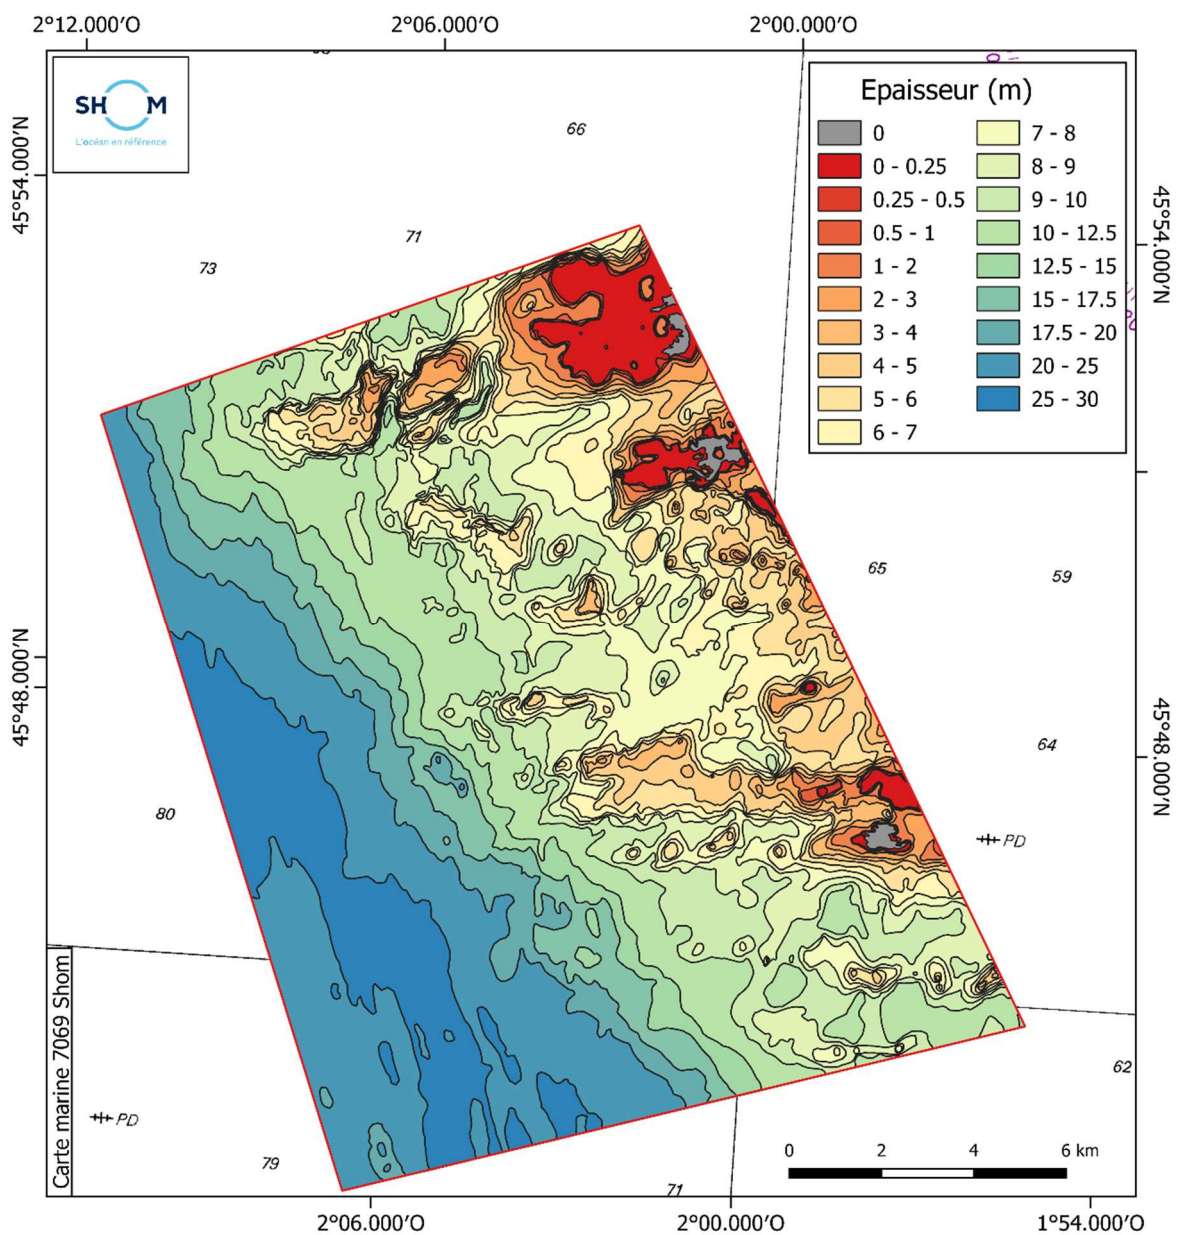 2°12.000'O 2°06.000'O 2°00.000'O
SHOM
L'océan en référence
Epaisseur (m)
0
0 - 0.25
0.25 - 0.5
0.5 - 1
1 - 2
2 - 3
3 - 4
4 - 5
5 - 6
6 - 7
7 - 8
8 - 9
9 - 10
10 - 12.5
12.5 - 15
15 - 17.5
17.5 - 20
20 - 25
25 - 30
66
71
73
45°54.000'N
45°54.000'N
65
59
45°48.000'N
45°48.000'N
64
80
PD
Carte marine 7069 Shom
62
PD
79
71
0 2 4 6 km
2°06.000'O 2°00.000'O 1°54.000'O